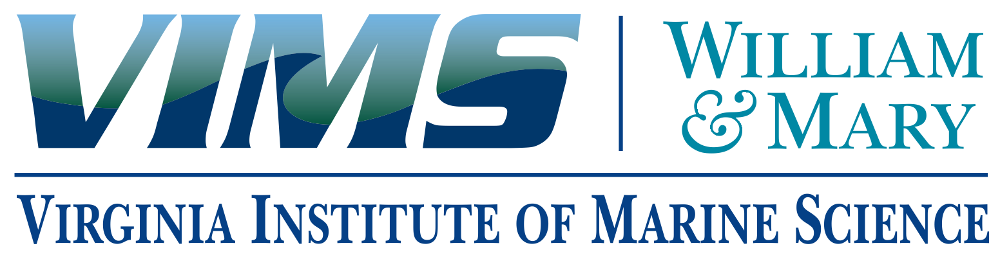 VIMS
WILLIAM
& MARY
VIRGINIA INSTITUTE OF MARINE SCIENCE